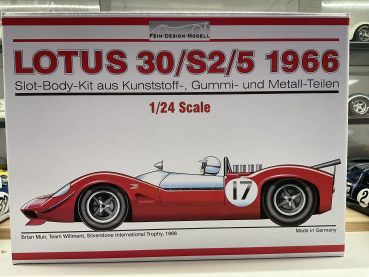 FEIN-DESIGN-MODELL
LOTUS 30/S2/5 1966
Slot-Body-Kit aus Kunststoff-, Gummi- und Metall-Teilen
1/24 Scale
17
Brian Muir, Team Willment, Silverstone International Trophy, 1966
Made in Germany